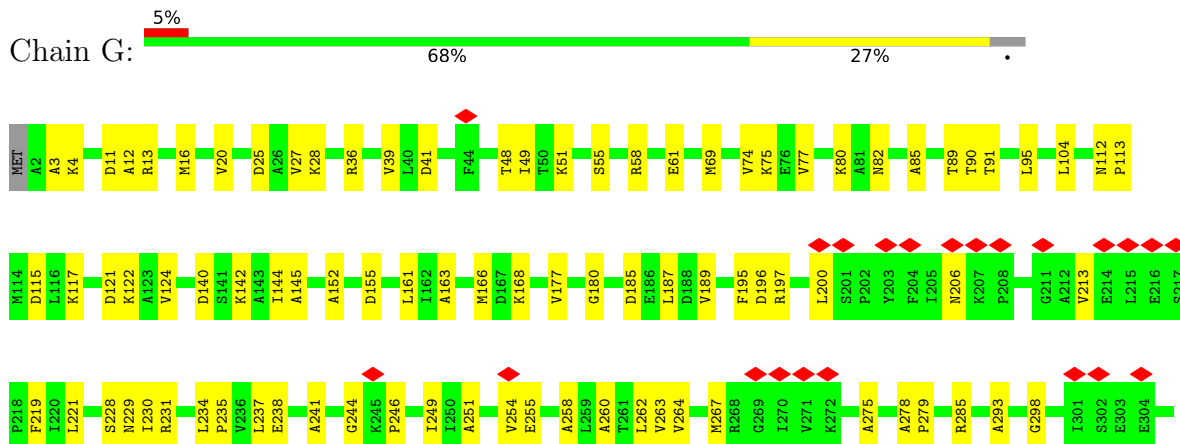 5%
Chain G:
68% 27% .
MET A2 A3 K4 D11 A12 R13 M16 V20 D25 A26 V27 K28 R36 V39 L40 D41 F44 T48 I49 T50 K51 S55 R58 E61 M69 V74 K75 E76 V77 K80 A81 N82 A85 T89 T90 T91 L95 L104 N112 P113
M114 D115 L116 K117 D121 K122 A123 V124 D140 S141 K142 A143 I144 A145 A152 D155 L161 I162 A163 M166 D167 K168 V177 G180 D185 E186 L187 D188 V189 F195 D196 R197 L200 S201 P202 Y203 F204 I205 N206 K207 P208 G211 A212 V213 E214 L215 E216 S217
P218 F219 I220 L221 S228 N229 I230 R231 L234 P235 V236 L237 E238 A241 G244 K245 P246 I249 I250 A251 V254 E255 A258 L259 A260 T261 L262 V263 V264 M267 R268 G269 I270 V271 K272 A275 A278 P279 R285 A293 G298 I301 S302 E303 E304